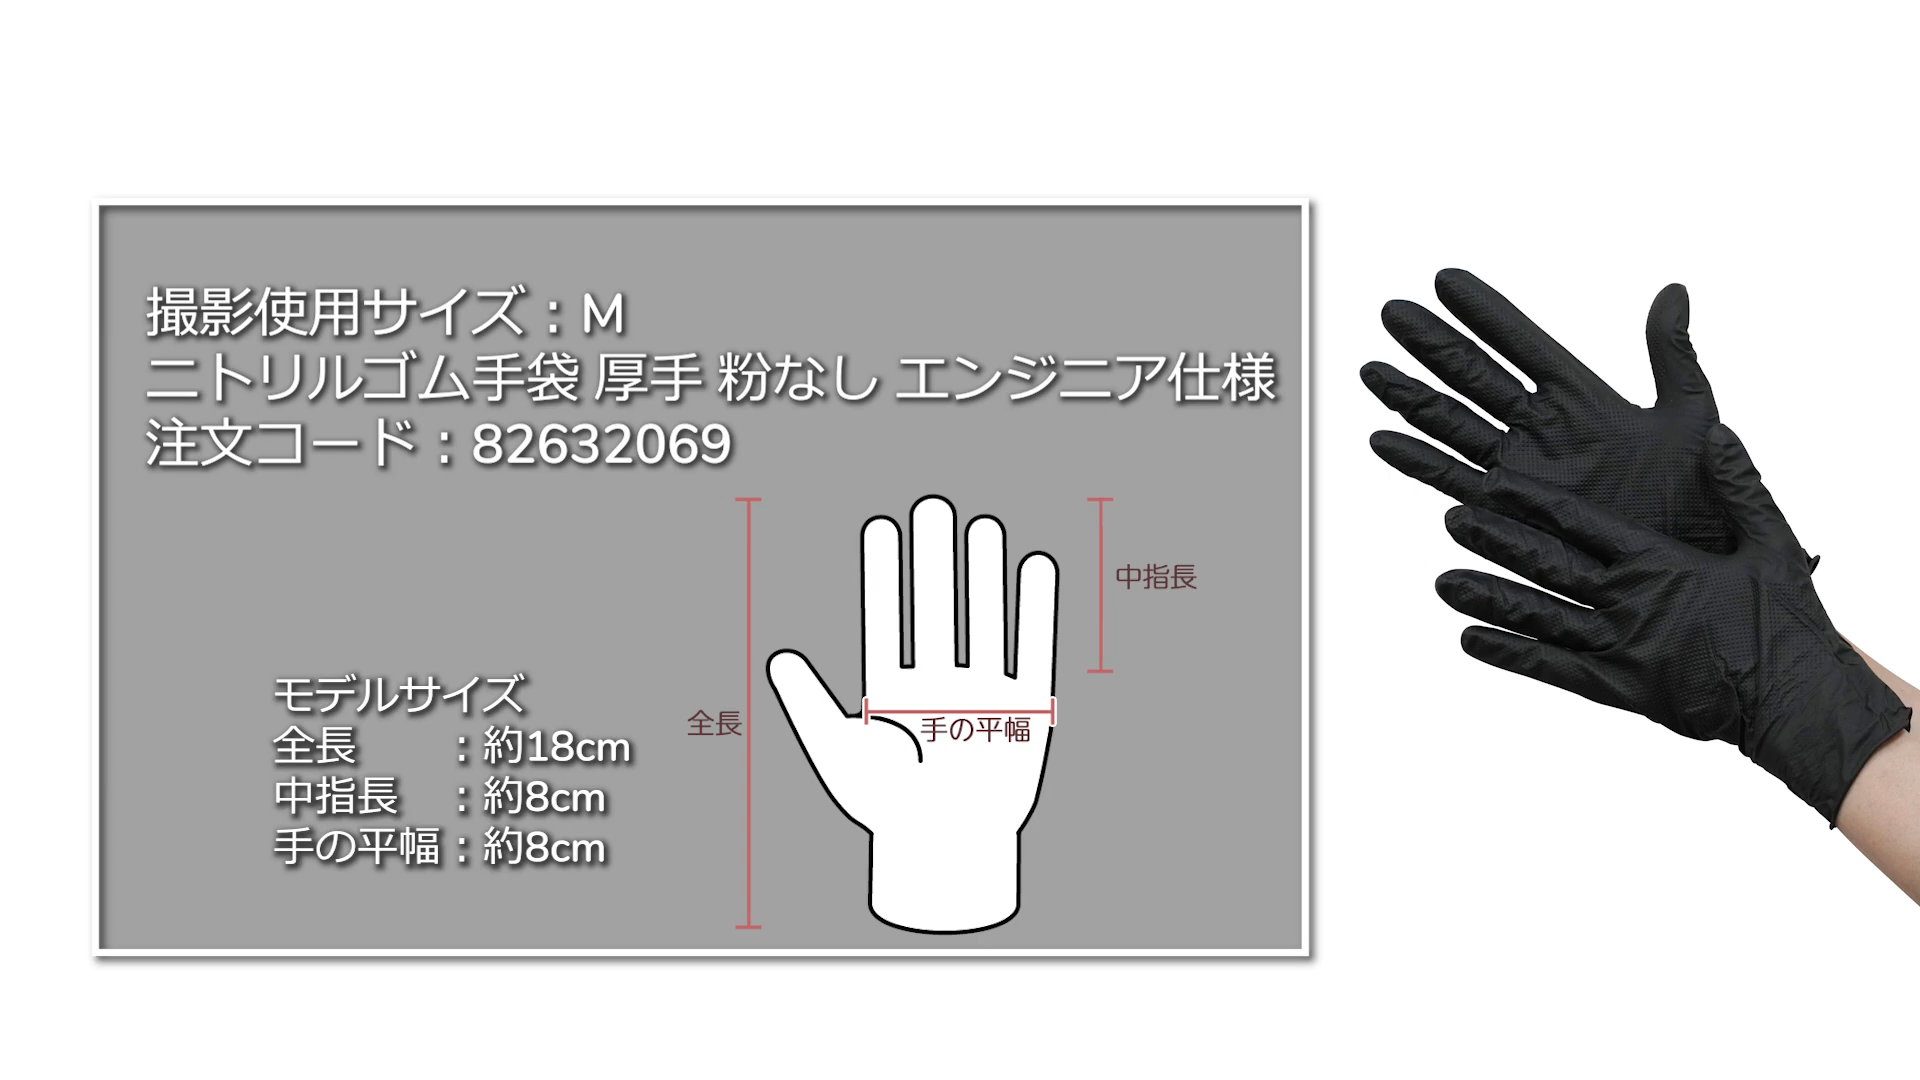 撮影使用サイズ：M
ニトリルゴム手袋 厚手 粉なし エンジニア仕様
注文コード：82632069
中指長
全長
手の平幅
モデルサイズ
全長　　：約18cm
中指長　：約8cm
手の平幅：約8cm